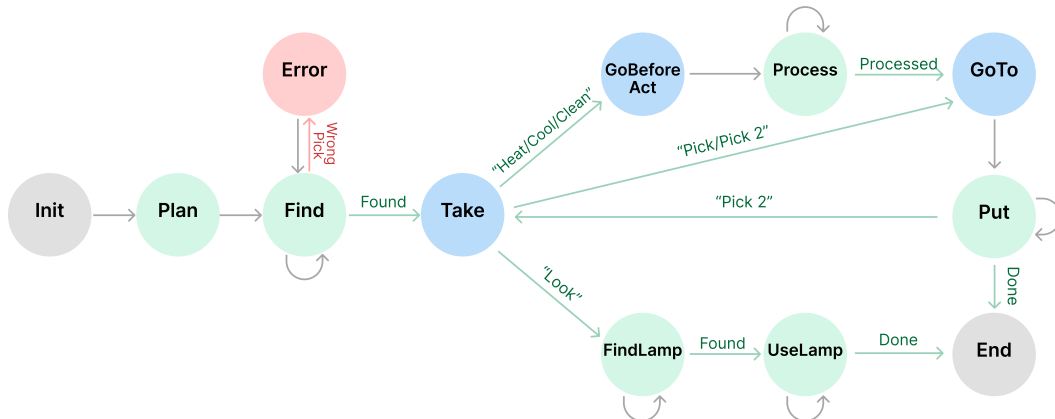 Error
Wrong
Pick
GoBefore
Act
Process
Processed
GoTo
“Heat/Cool/Clean”
“Pick/Pick 2”
Init
Plan
Find
Found
Take
“Pick 2”
Put
“Look”
Done
FindLamp
Found
UseLamp
Done
End